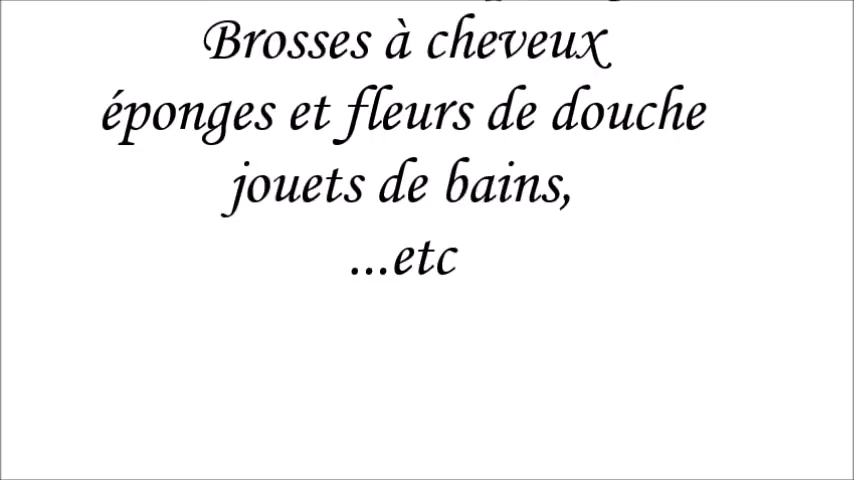 Brosses à cheveux
éponges et fleurs de douche
jouets de bains,
...etc